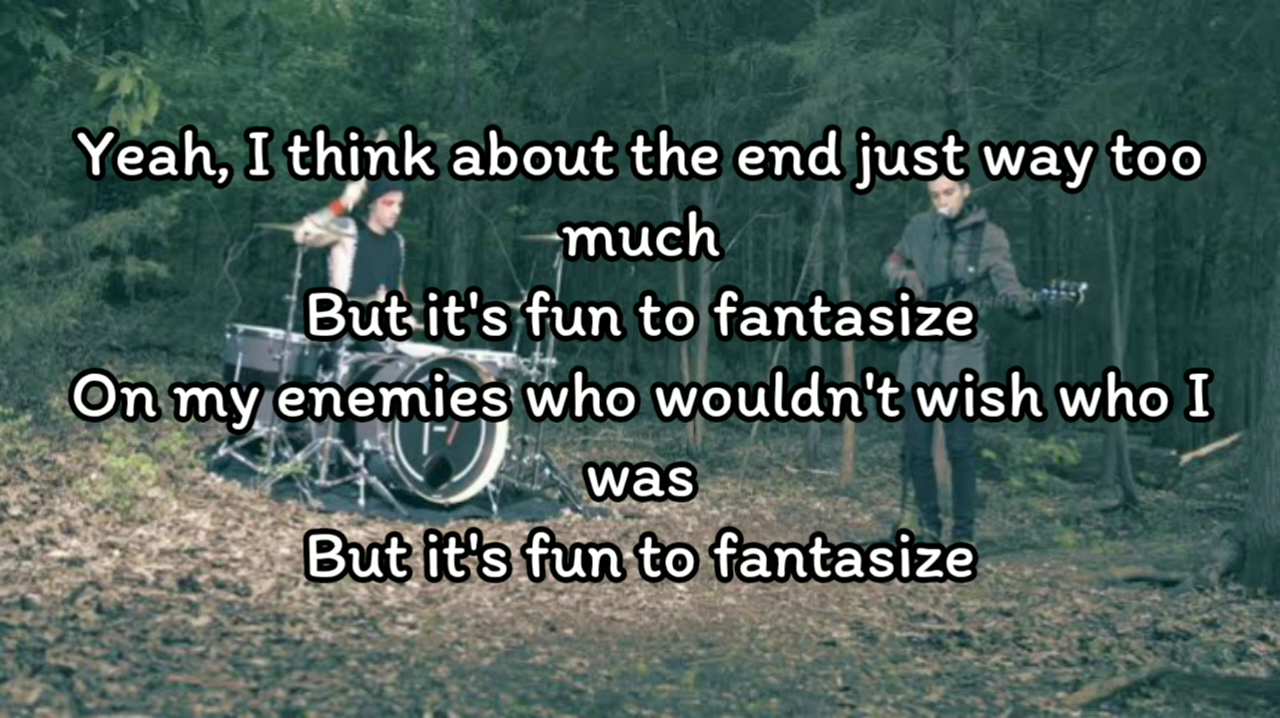 Yeah, I think about the end just way too
much
But it's fun to fantasize
On my enemies who wouldn't wish who I
was
But it's fun to fantasize